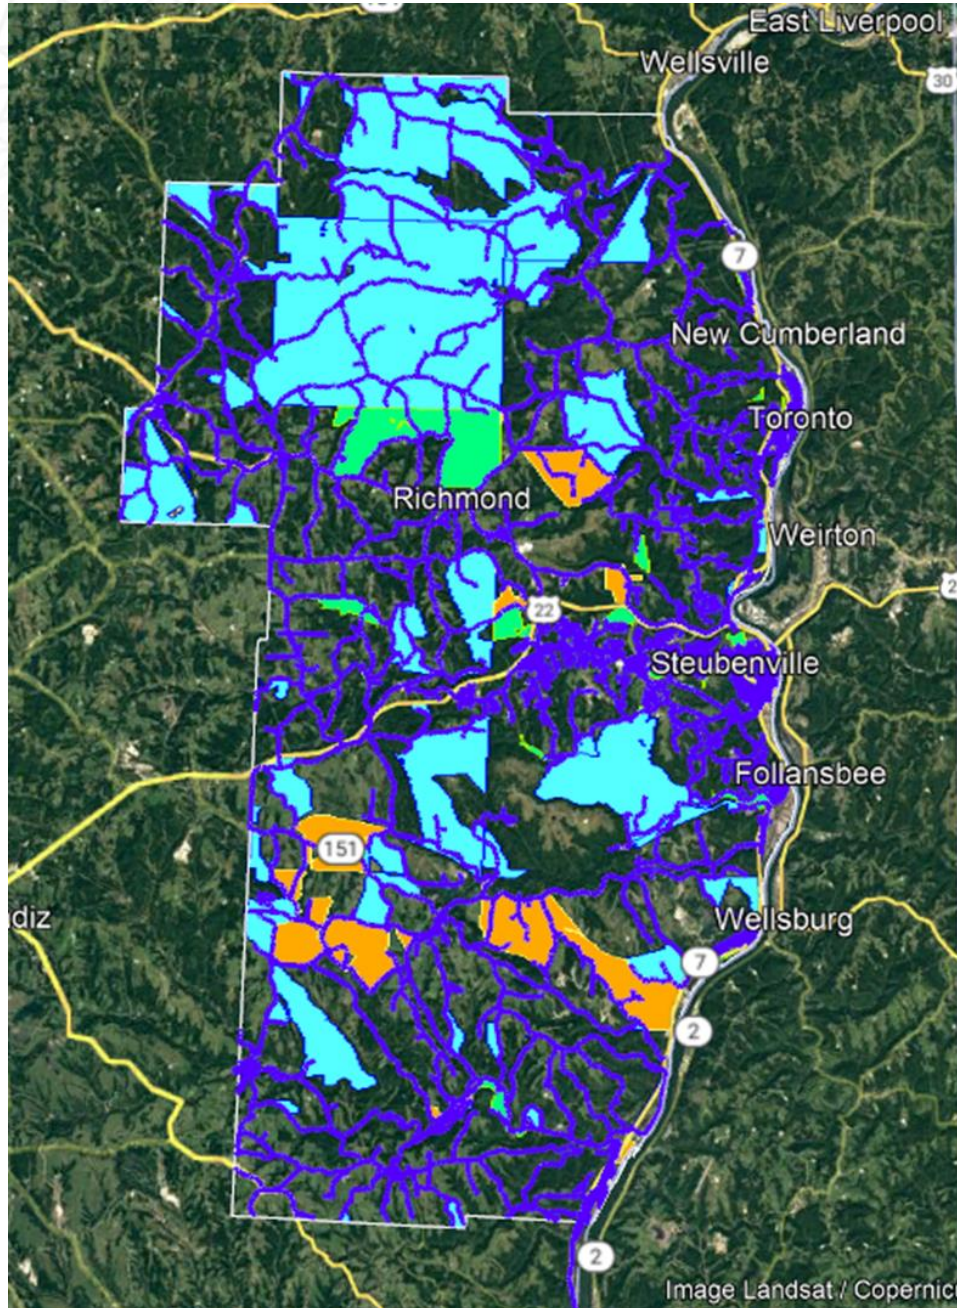 East Liverpool
Wellsville
30
7
New Cumberland
Toronto
Richmond
Weirton
22
Steubenville
Follansbee
151
diz
Wellsburg
7
2
2
Image Landsat / Copernic